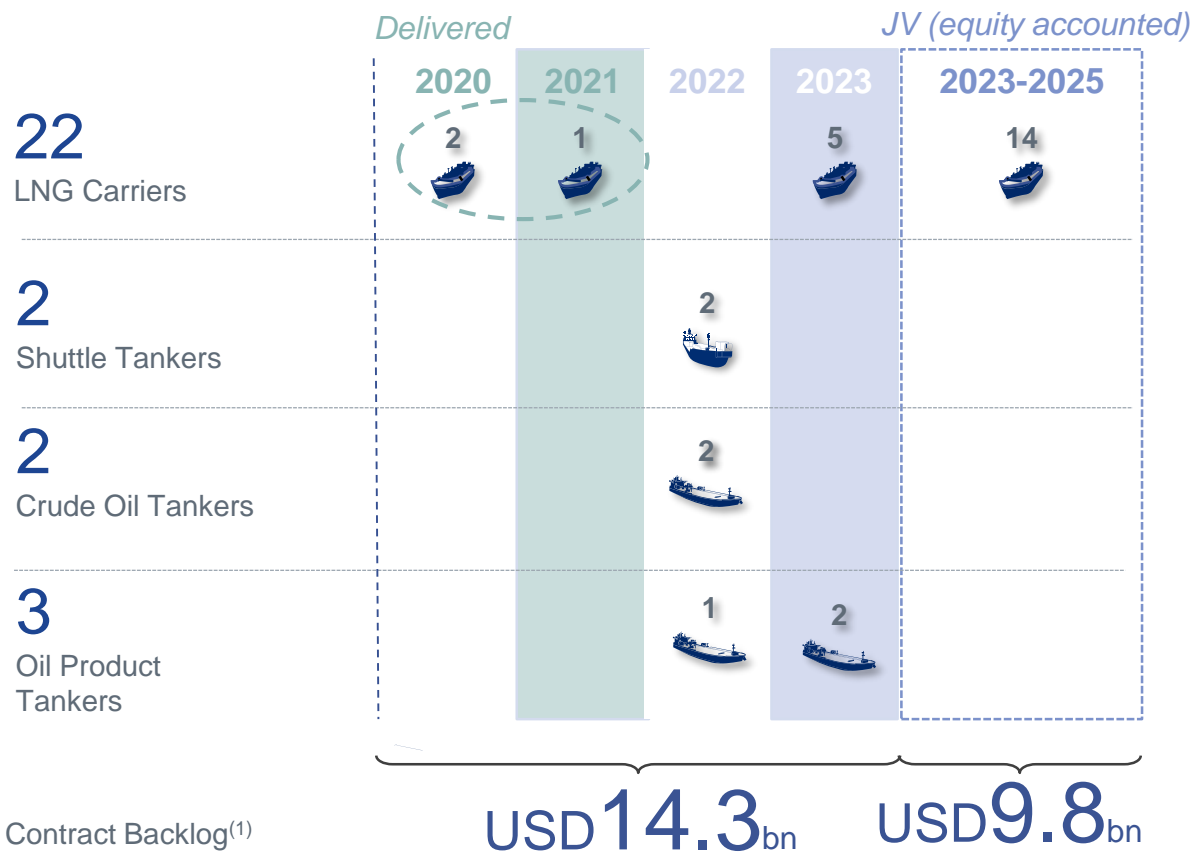 Delivered
JV (equity accounted)
2020 2021 2022 2023 2023-2025
22
LNG Carriers
2 1 5 14
2
Shuttle Tankers
2
2
Crude Oil Tankers
2
3
Oil Product
Tankers
1 2
Contract Backlog(1)
USD14.3bn USD9.8bn